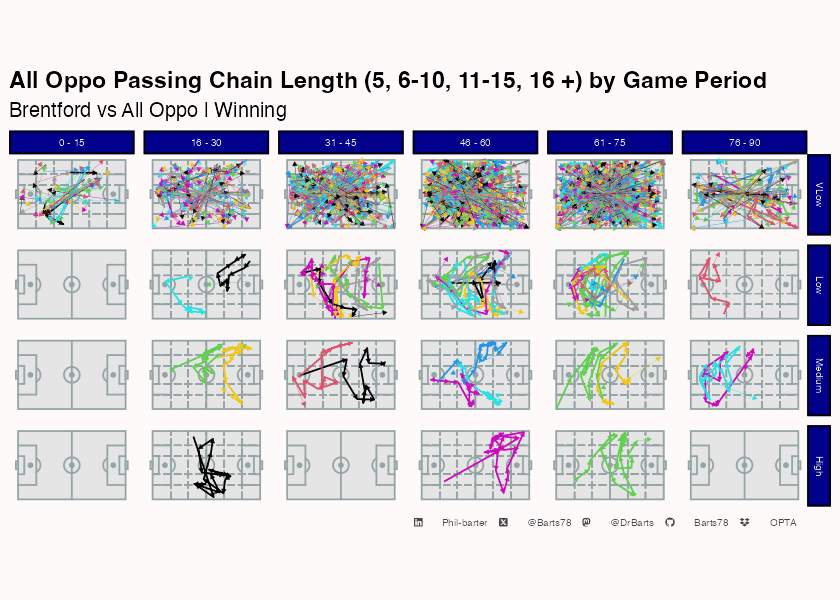 All Oppo Passing Chain Length (5, 6-10, 11-15, 16 +) by Game Period
Brentford vs All Oppo | Winning
0 - 15 16 - 30 31 - 45 46 - 60 61 - 75 76 - 90
VLow
Low
Medium
High
Phil-barter @Barts78 @DrBarts Barts78 OPTA